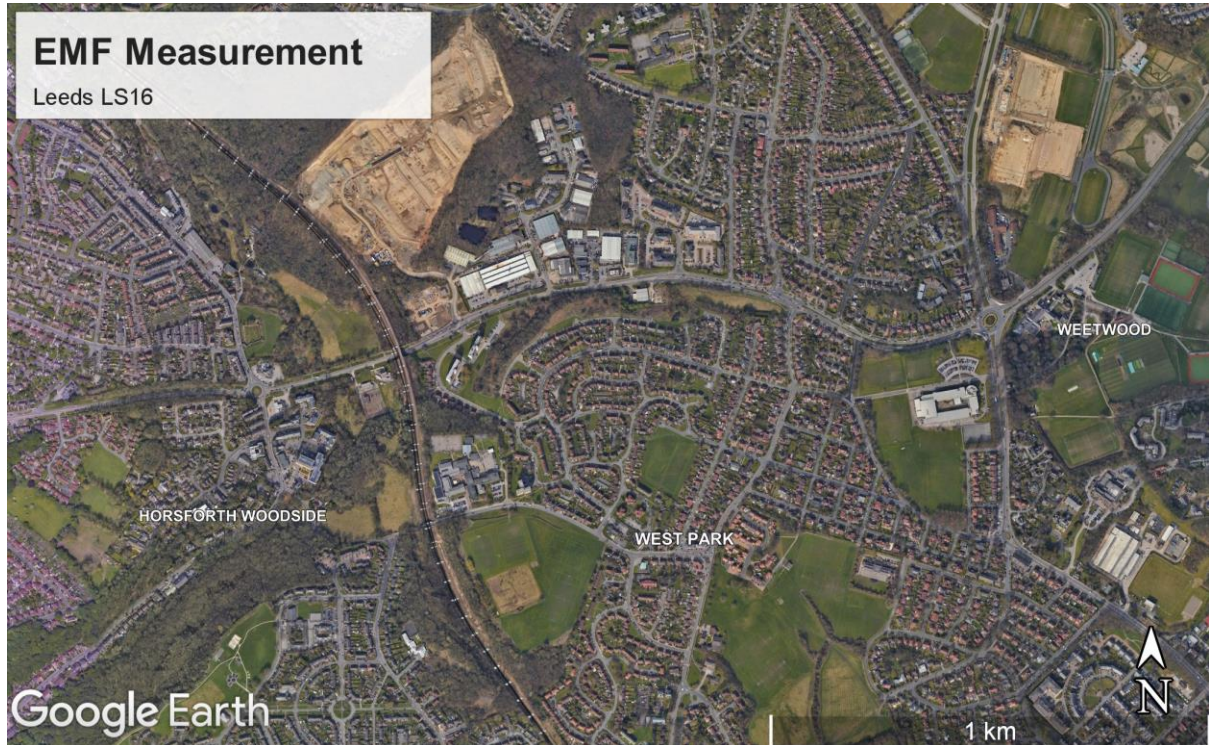 EMF Measurement
Leeds LS16
WEETWOOD
HORSFORTH WOODSIDE
WEST PARK
N
Google Earth
1 km